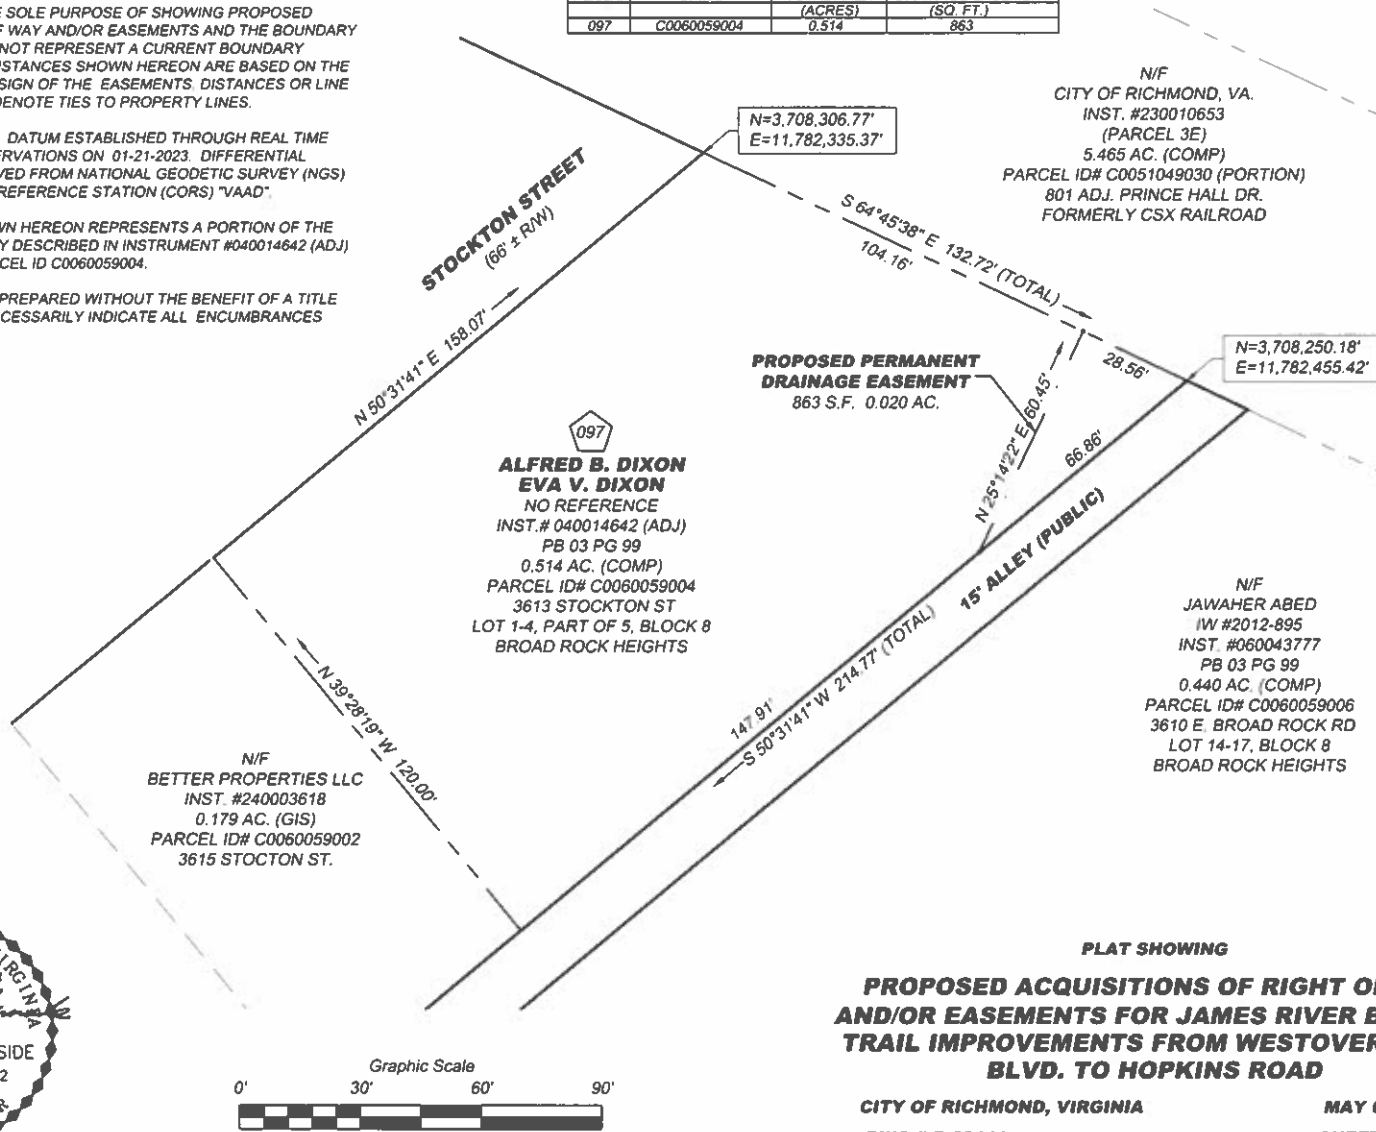 E SOLE PURPOSE OF SHOWING PROPOSED
F WAY AND/OR EASEMENTS AND THE BOUNDARY
NOT REPRESENT A CURRENT BOUNDARY
STANCES SHOWN HEREON ARE BASED ON THE
SIGN OF THE EASEMENTS, DISTANCES OR LINE
DENOTE TIES TO PROPERTY LINES.
DATUM ESTABLISHED THROUGH REAL TIME
RVATIONS ON 01-21-2023. DIFFERENTIAL
VED FROM NATIONAL GEODETIC SURVEY (NGS)
REFERENCE STATION (CORS) "VAAD".
WN HEREON REPRESENTS A PORTION OF THE
Y DESCRIBED IN INSTRUMENT #040014642 (ADJ)
CEL ID C0060059004.
PREPARED WITHOUT THE BENEFIT OF A TITLE
CESSARILY INDICATE ALL ENCUMBRANCES
(ACRES) (SQ. FT.)
097 C0060059004 0.514 863
N=3,708,306.77'
E=11,782,335.37'
N/F
CITY OF RICHMOND, VA.
INST. #230010653
(PARCEL 3E)
5.465 AC. (COMP)
PARCEL ID# C0051049030 (PORTION)
801 ADJ. PRINCE HALL DR.
FORMERLY CSX RAILROAD
STOCKTON STREET
(66' ± R/W)
S 64°45'38" E 132.72' (TOTAL)
104.16'
N 50°31'41" E 158.07'
28.56'
N=3,708,250.18'
E=11,782,455.42'
PROPOSED PERMANENT
DRAINAGE EASEMENT
863 S.F. 0.020 AC.
N 25°14'22" E 60.45'
66.86'
097
ALFRED B. DIXON
EVA V. DIXON
NO REFERENCE
INST.# 040014642 (ADJ)
PB 03 PG 99
0.514 AC. (COMP)
PARCEL ID# C0060059004
3613 STOCKTON ST
LOT 1-4, PART OF 5, BLOCK 8
BROAD ROCK HEIGHTS
15' ALLEY (PUBLIC)
N/F
JAWAHER ABED
IW #2012-895
INST. #060043777
PB 03 PG 99
0.440 AC. (COMP)
PARCEL ID# C0060059006
3610 E. BROAD ROCK RD
LOT 14-17, BLOCK 8
BROAD ROCK HEIGHTS
147.91'
S 50°31'41" W 214.77' (TOTAL)
N 39°28'19" W 120.00'
N/F
BETTER PROPERTIES LLC
INST. #240003618
0.179 AC. (GIS)
PARCEL ID# C0060059002
3615 STOCTON ST.
PLAT SHOWING
PROPOSED ACQUISITIONS OF RIGHT O
AND/OR EASEMENTS FOR JAMES RIVER B
TRAIL IMPROVEMENTS FROM WESTOVER
BLVD. TO HOPKINS ROAD
CITY OF RICHMOND, VIRGINIA
MAY
Graphic Scale
0' 30' 60' 90'
VIRGINIA
SIDE
2